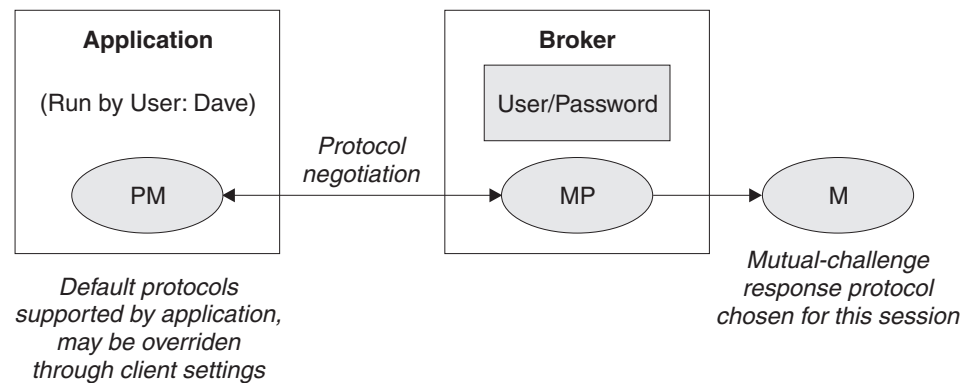 Application
(Run by User: Dave)
PM
Default protocols
supported by application,
may be overriden
through client settings
Protocol
negotiation
Broker
User/Password
MP
M
Mutual-challenge
response protocol
chosen for this session